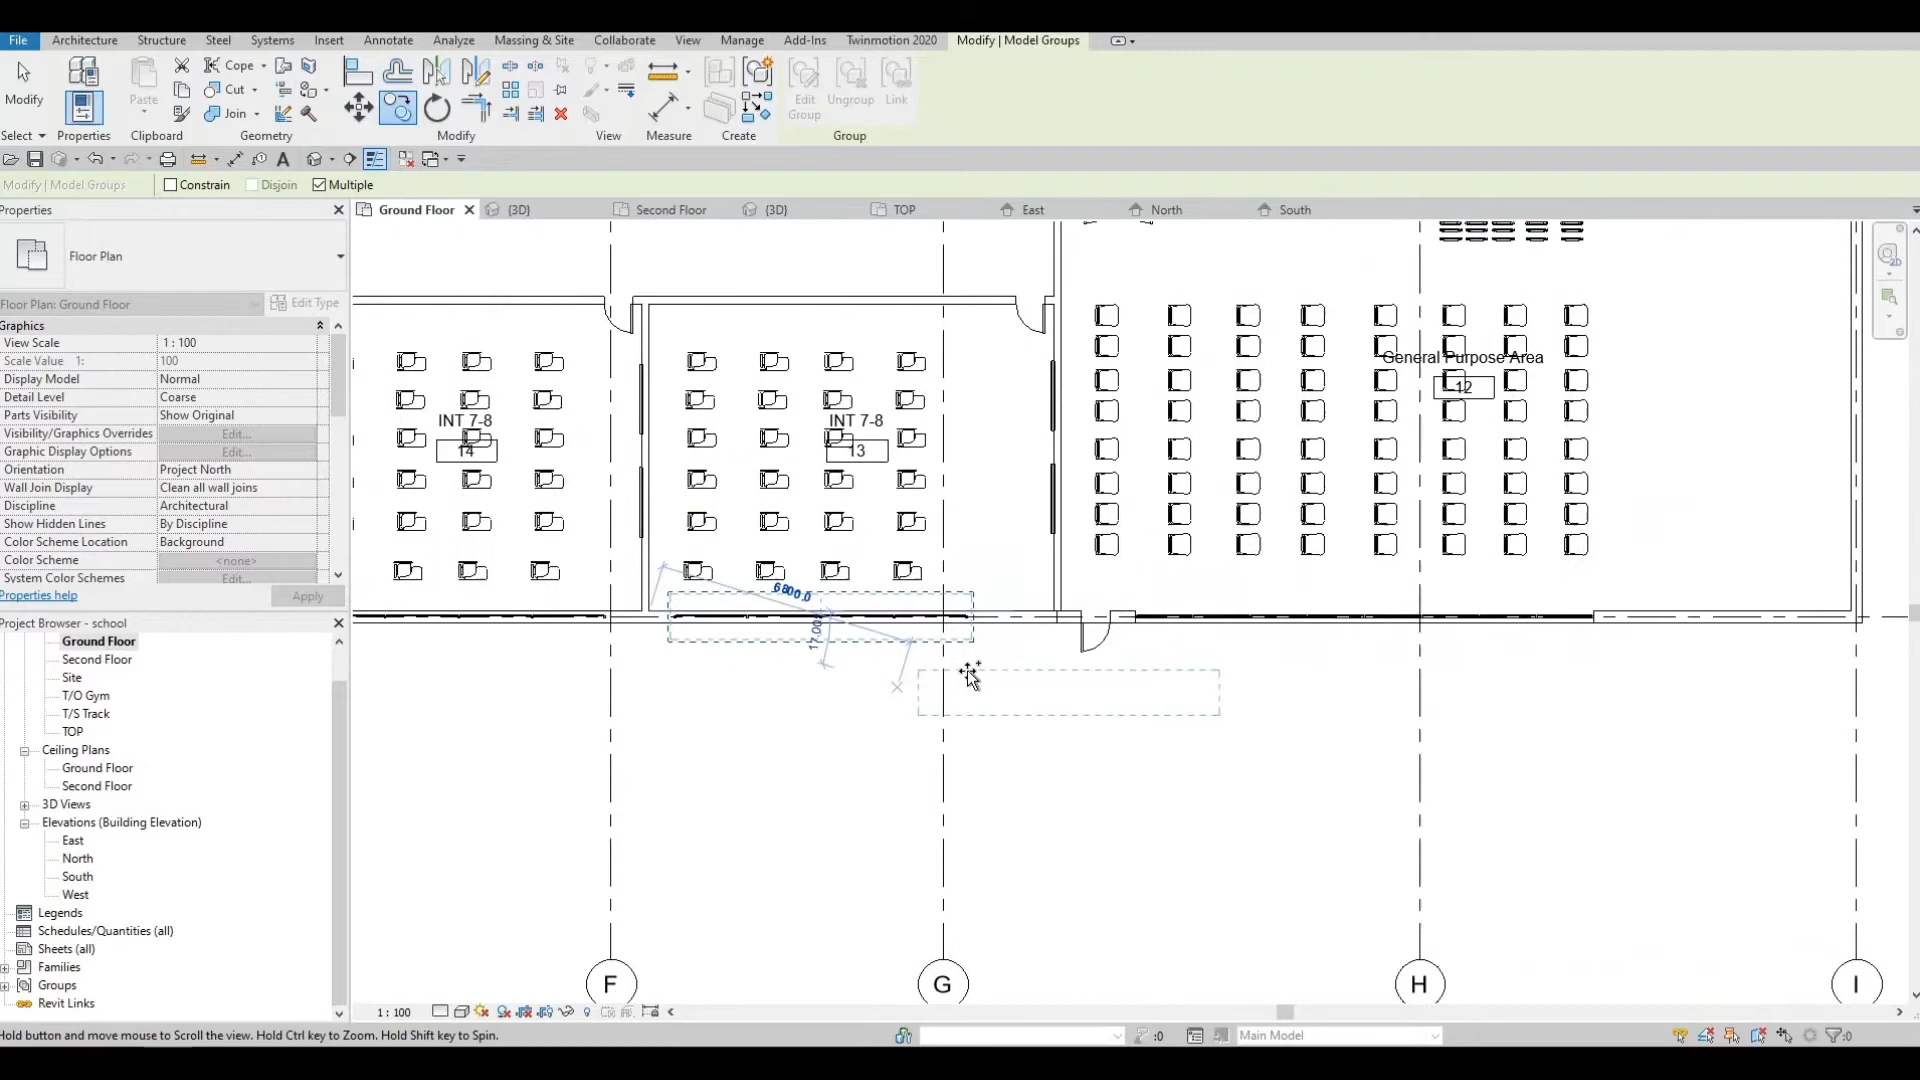 File Architecture Structure Steel Systems Insert Annotate Analyze Massing & Site Collaborate View Manage Add-Ins Twinmotion 2020 Modify | Model Groups
Modify
Paste
Cope
Cut
Join
Edit Group
Ungroup
Link
Select Properties Clipboard Geometry Modify View Measure Create Group
Modify | Model Groups Constrain Disjoin Multiple
Properties
Ground Floor {3D} Second Floor {3D} TOP East North South
Floor Plan
Floor Plan: Ground Floor Edit Type
Graphics
View Scale 1 : 100
Scale Value 1: 100
Display Model Normal
Detail Level Coarse
Parts Visibility Show Original
Visibility/Graphics Overrides Edit...
Graphic Display Options Edit...
Orientation Project North
Wall Join Display Clean all wall joins
Discipline Architectural
Show Hidden Lines By Discipline
Color Scheme Location Background
Color Scheme <none>
System Color Schemes Edit...
Properties help Apply
Project Browser - school
Ground Floor
Second Floor
Site
T/O Gym
T/S Track
TOP
Ceiling Plans
Ground Floor
Second Floor
3D Views
Elevations (Building Elevation)
East
North
South
West
Legends
Schedules/Quantities (all)
Sheets (all)
Families
Groups
Revit Links
General Purpose Area
12
INT 7-8
14
INT 7-8
13
6800.0
F G H I
1 : 100
Hold button and move mouse to Scroll the view. Hold Ctrl key to Zoom. Hold Shift key to Spin.
:0
Main Model
:0